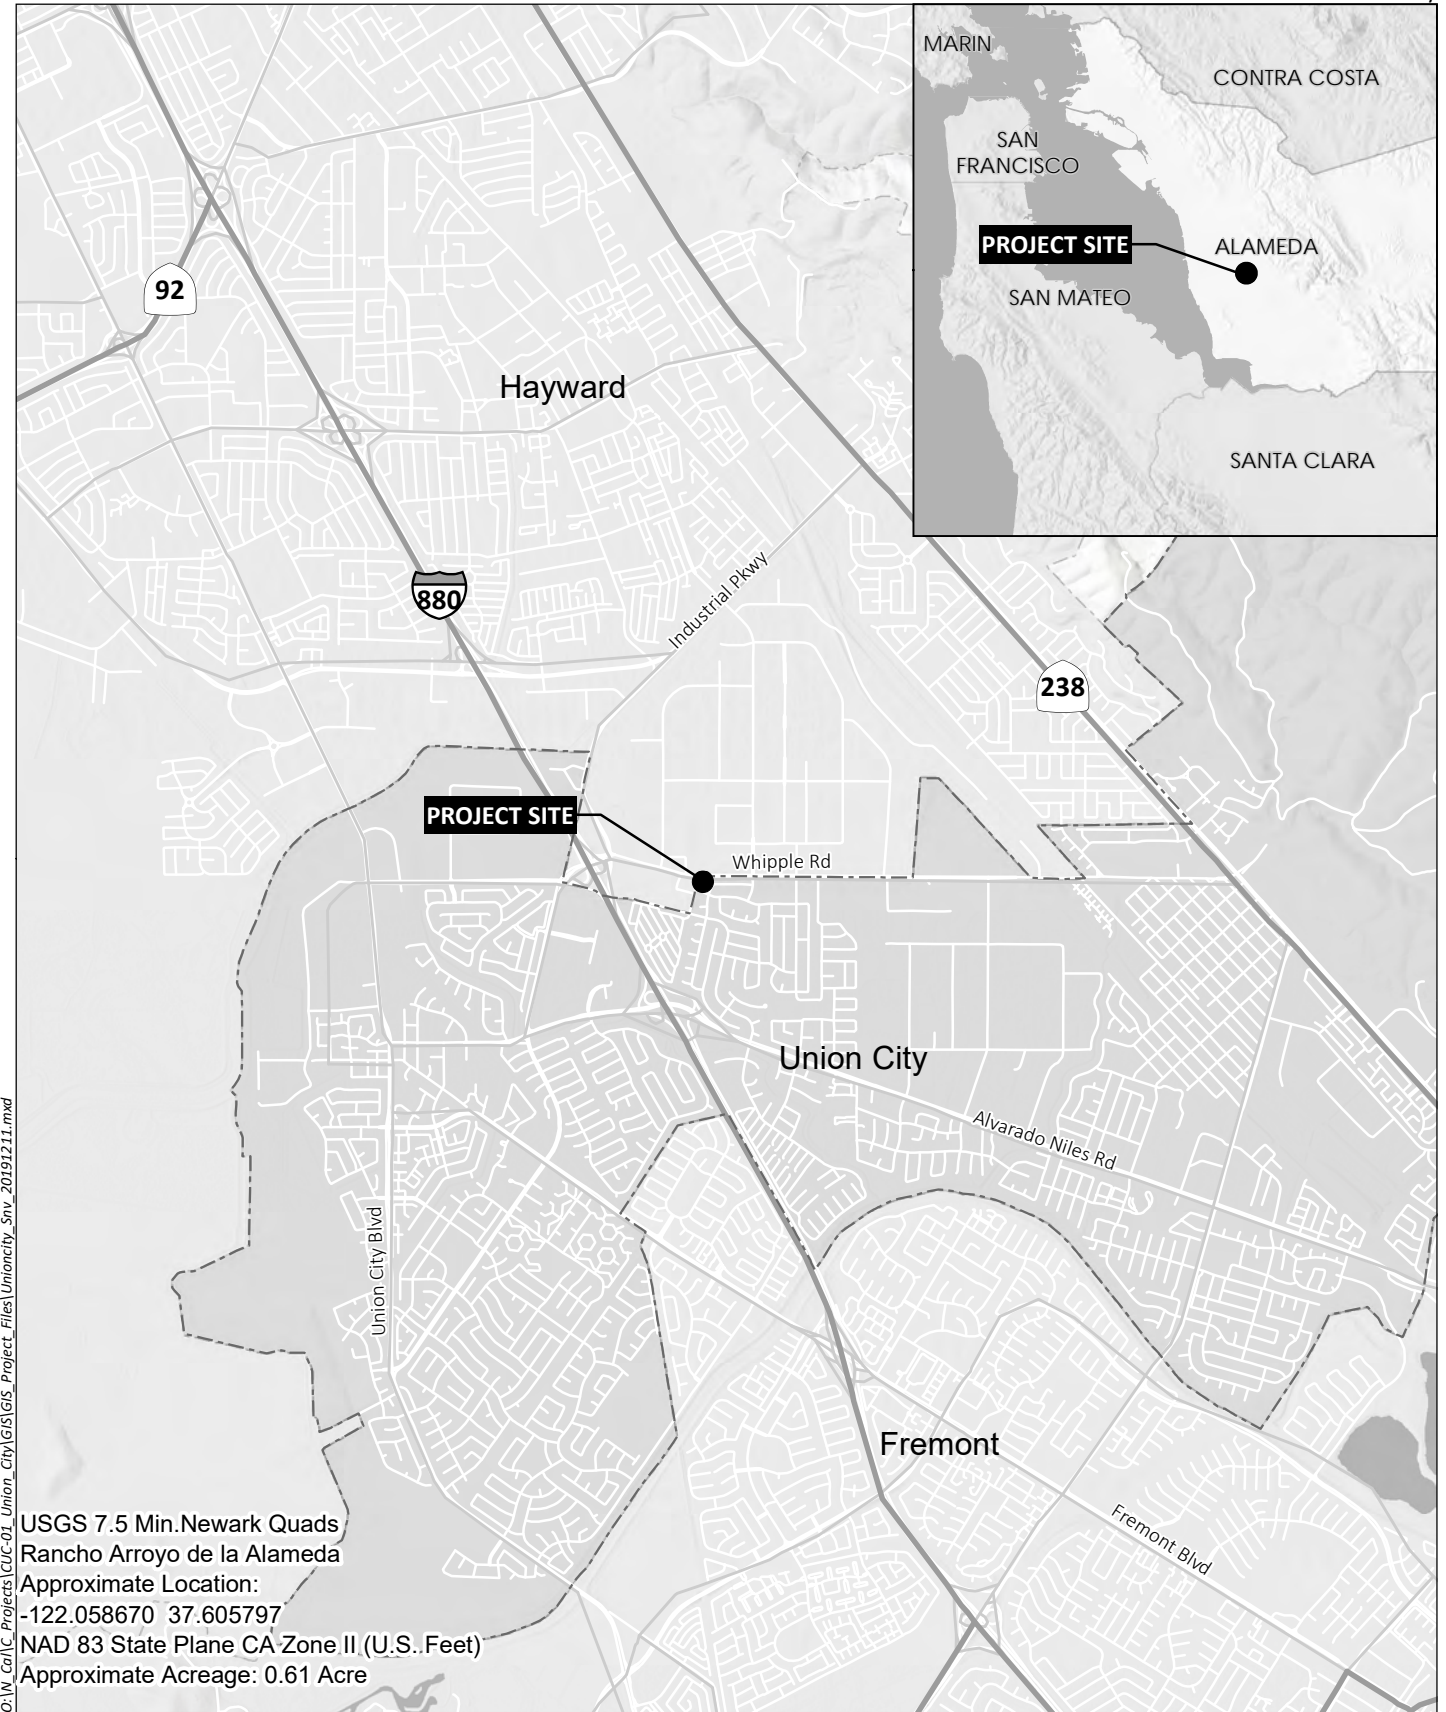 MARIN
CONTRA COSTA
SAN
FRANCISCO
PROJECT SITE
ALAMEDA
SAN MATEO
SANTA CLARA
92
Hayward
880
Industrial Pkwy
238
PROJECT SITE
Whipple Rd
Union City
Alvarado Niles Rd
Union City Blvd
Fremont
Fremont Blvd
USGS 7.5 Min.Newark Quads
Rancho Arroyo de la Alameda
Approximate Location:
-122.058670 37.605797
NAD 83 State Plane CA Zone II (U.S. Feet)
Approximate Acreage: 0.61 Acre
O:\N_Cal\C_Projects\CUC-01_Union_City\GIS\GIS_Project_Files\Unioncity_Snv_20191211.mxd